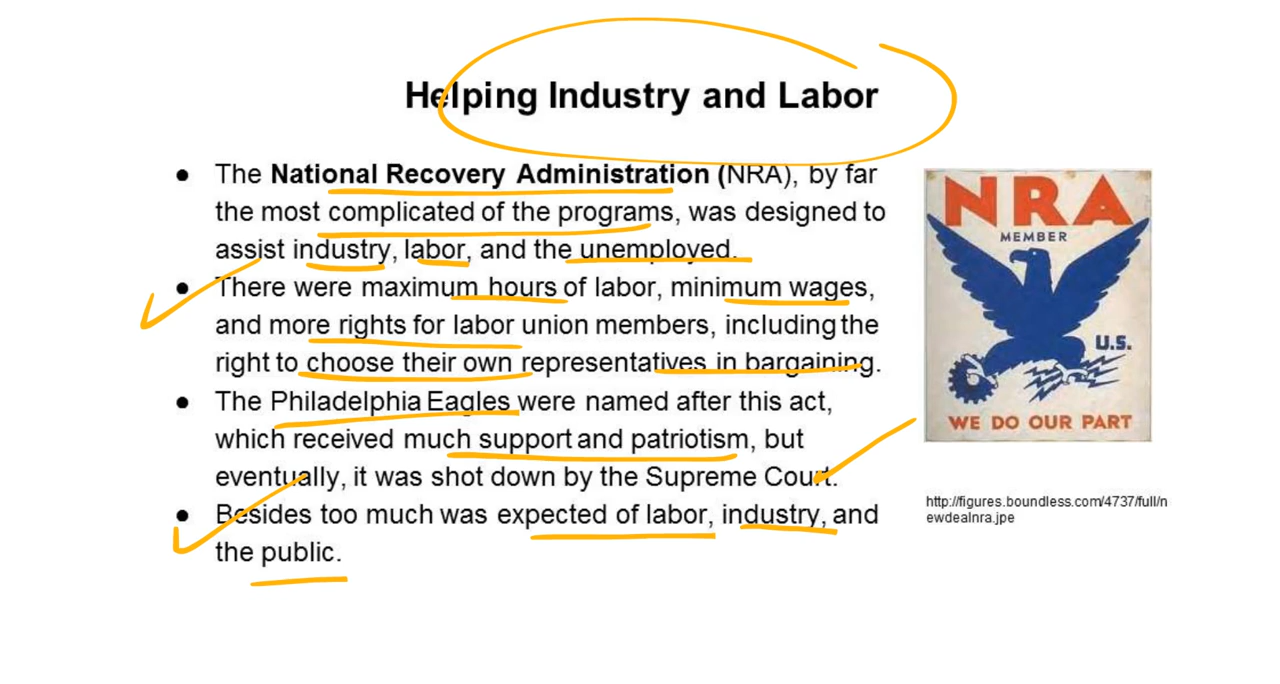 Helping Industry and Labor
● The National Recovery Administration (NRA), by far
the most complicated of the programs, was designed to
assist industry, labor, and the unemployed.
● There were maximum hours of labor, minimum wages,
and more rights for labor union members, including the
right to choose their own representatives in bargaining.
● The Philadelphia Eagles were named after this act,
which received much support and patriotism, but
eventually, it was shot down by the Supreme Court.
● Besides too much was expected of labor, industry, and
the public.
NRA
MEMBER
U.S.
WE DO OUR PART
http://figures.boundless.com/4737/full/n
ewdealnra.jpe